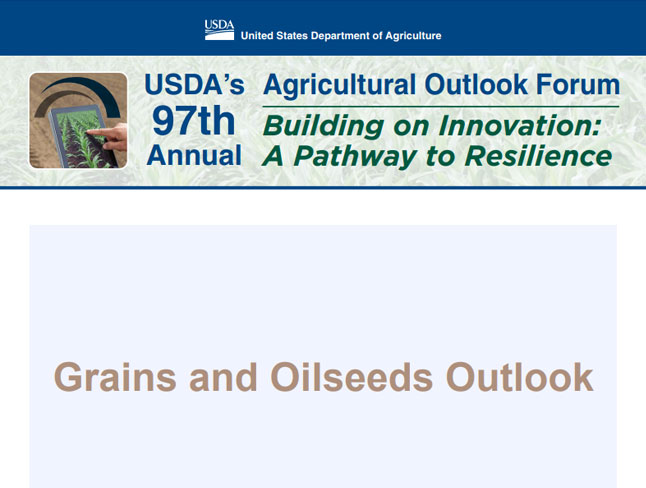 USDA
United States Department of Agriculture
USDA's
97th
Annual
Agricultural Outlook Forum
Building on Innovation:
A Pathway to Resilience
Grains and Oilseeds Outlook